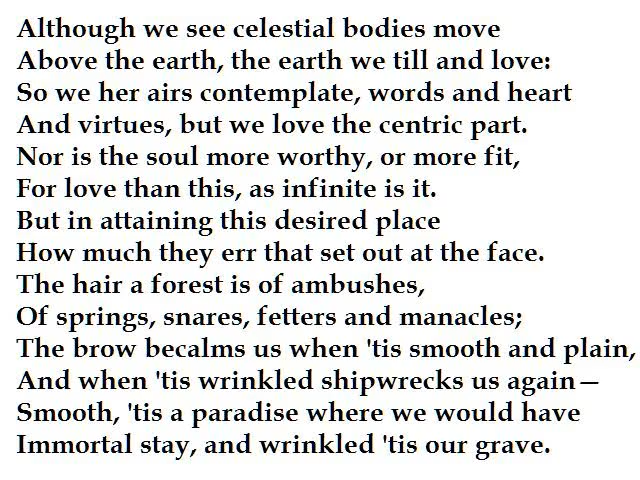 Although we see celestial bodies move
Above the earth, the earth we till and love:
So we her airs contemplate, words and heart
And virtues, but we love the centric part.
Nor is the soul more worthy, or more fit,
For love than this, as infinite is it.
But in attaining this desired place
How much they err that set out at the face.
The hair a forest is of ambushes,
Of springs, snares, fetters and manacles;
The brow becalms us when 'tis smooth and plain,
And when 'tis wrinkled shipwrecks us again—
Smooth, 'tis a paradise where we would have
Immortal stay, and wrinkled 'tis our grave.